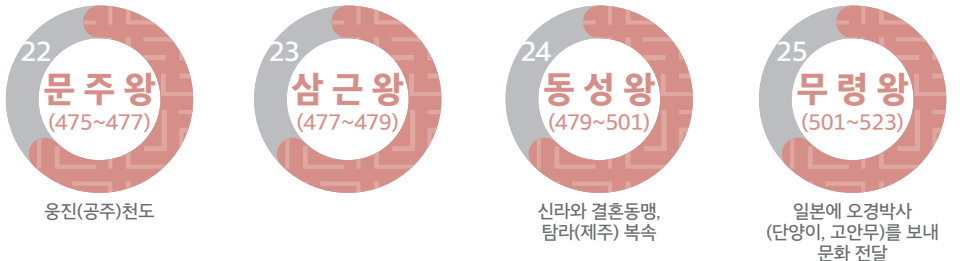 22
문주왕
(475~477)
웅진(공주)천도
23
삼근왕
(477~479)
24
동성왕
(479~501)
신라와 결혼동맹,
탐라(제주) 복속
25
무령왕
(501~523)
일본에 오경박사
(단양이, 고안무)를 보내
문화 전달